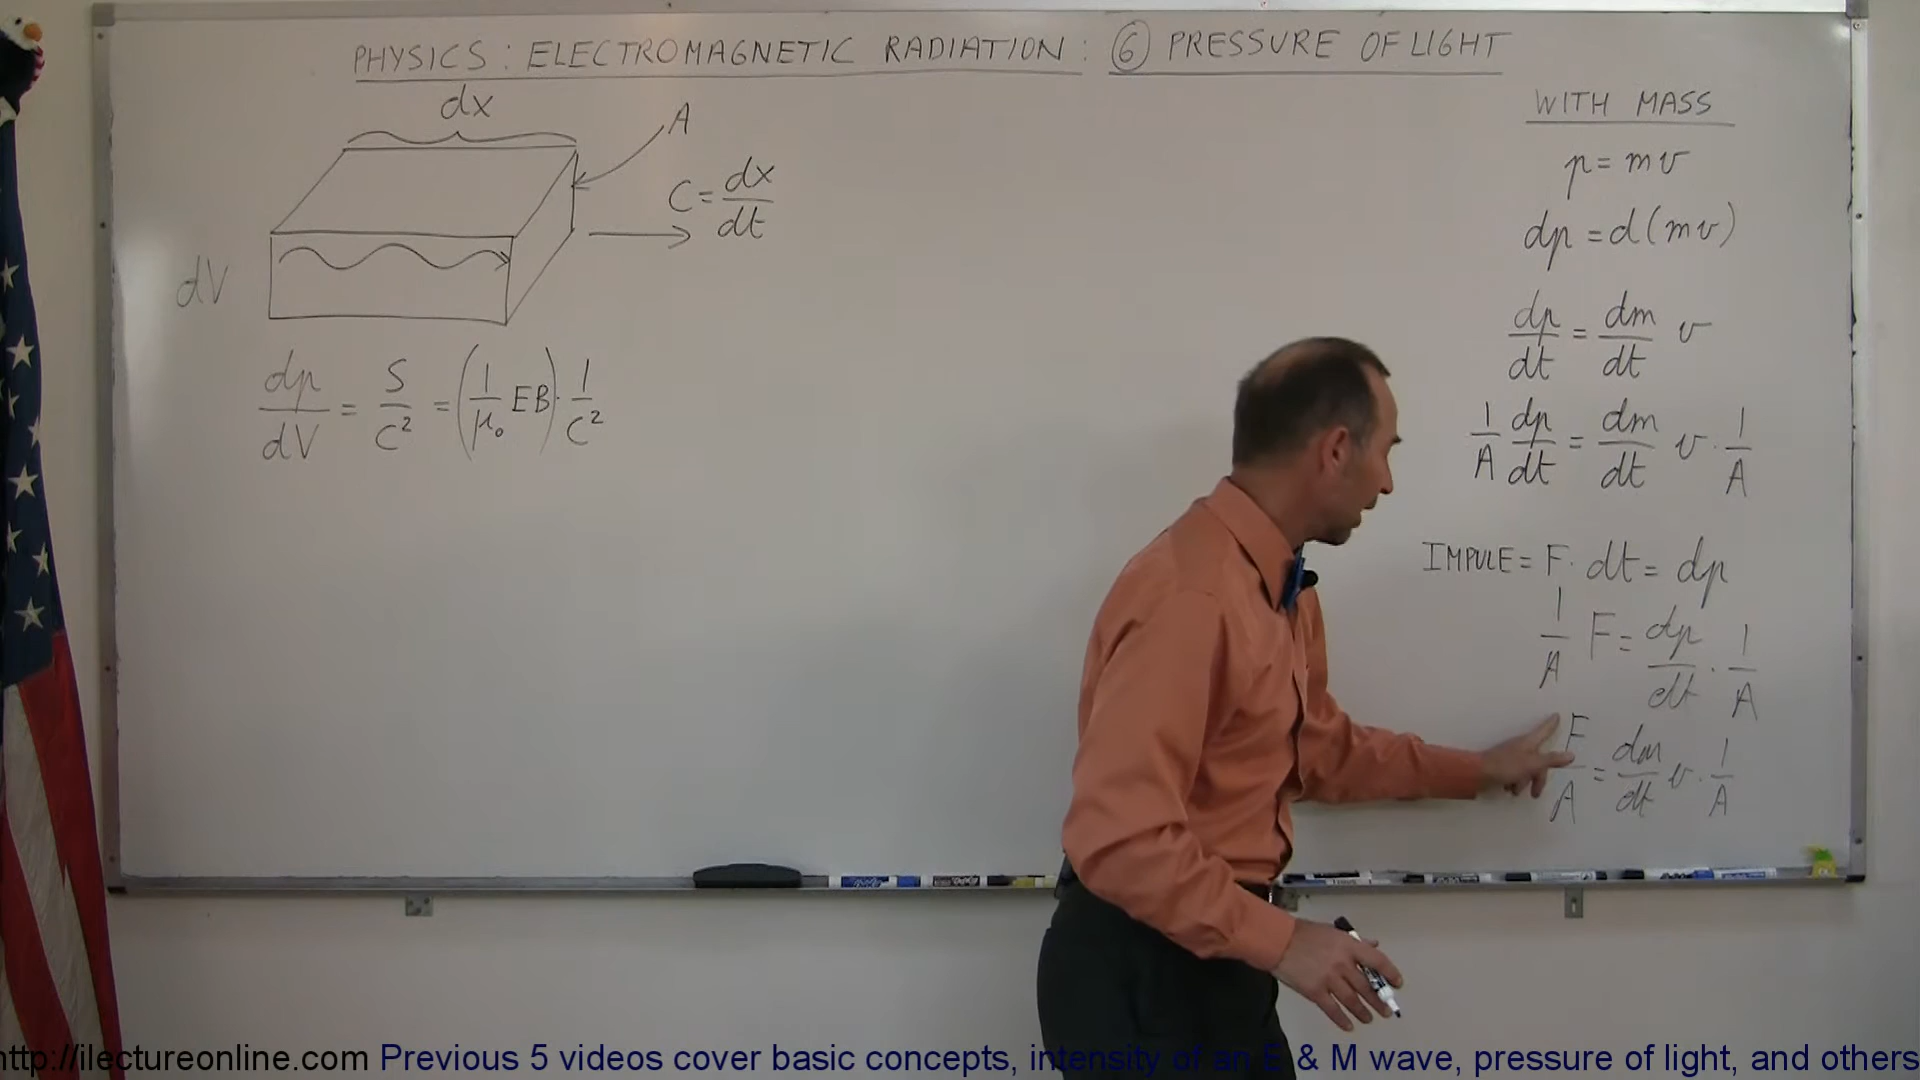 PHYSICS: ELECTROMAGNETIC RADIATION: ⑥ PRESSURE OF LIGHT
dx
A
C = dx/dt
dV
dp/dV = S/C² = (1/μ₀ EB) · 1/C²
WITH MASS
p = mv
dp = d(mv)
dp/dt = dm/dt v
1/A dp/dt = dm/dt v · 1/A
IMPULE = F · dt = dp
1/A F = dp/dt · 1/A
F/A = dm/dt v · 1/A
http://ilectureonline.com Previous 5 videos cover basic concepts, intensity of an E & M wave, pressure of light, and others